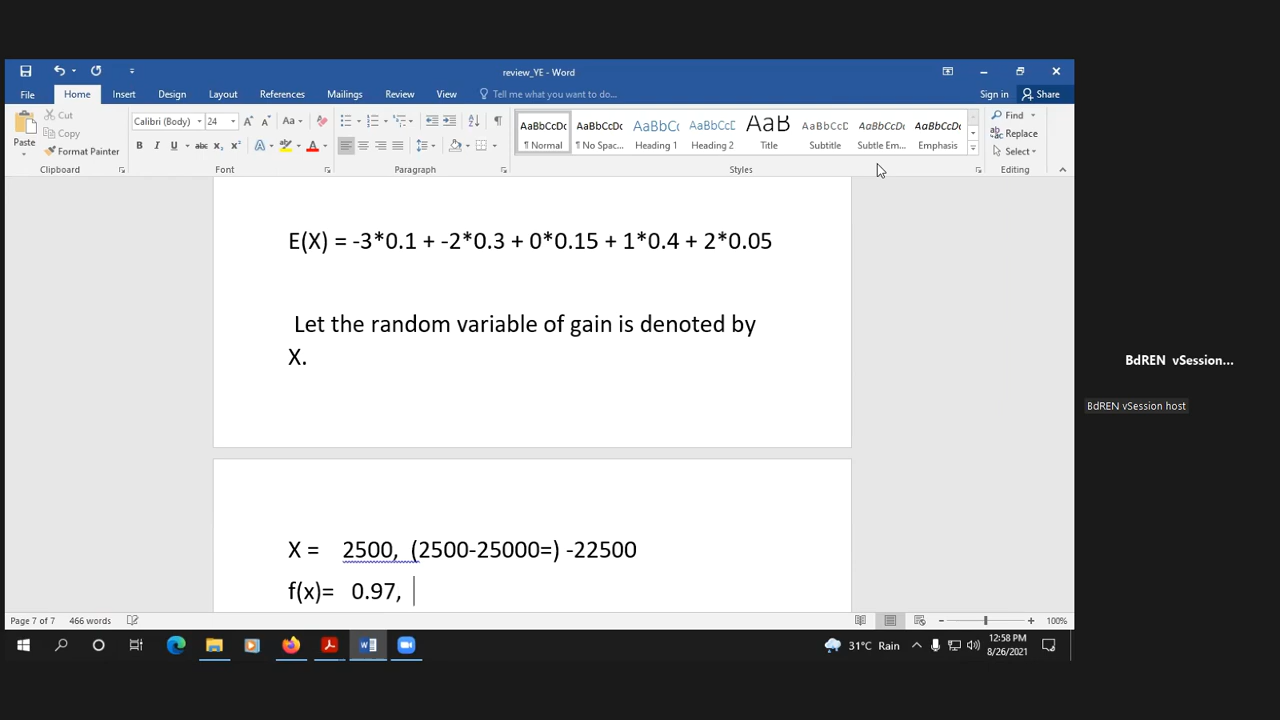 review_YE - Word
File Home Insert Design Layout References Mailings Review View Tell me what you want to do... Sign in Share
Paste
Cut
Copy
Format Painter
Clipboard
Calibri (Body) 24
Font
Paragraph
AaBbCcDc AaBbCcDc AaBbCc AaBbCcD AaB AaBbCcD AaBbCcDc AaBbCcDc
¶ Normal ¶ No Spac... Heading 1 Heading 2 Title Subtitle Subtle Em... Emphasis
Styles
Find
Replace
Select
Editing
E(X) = -3*0.1 + -2*0.3 + 0*0.15 + 1*0.4 + 2*0.05
Let the random variable of gain is denoted by
X.
X = 2500, (2500-25000=) -22500
f(x)= 0.97,
Page 7 of 7 466 words 100%
31°C Rain 12:58 PM
8/26/2021
BdREN vSession...
BdREN vSession host